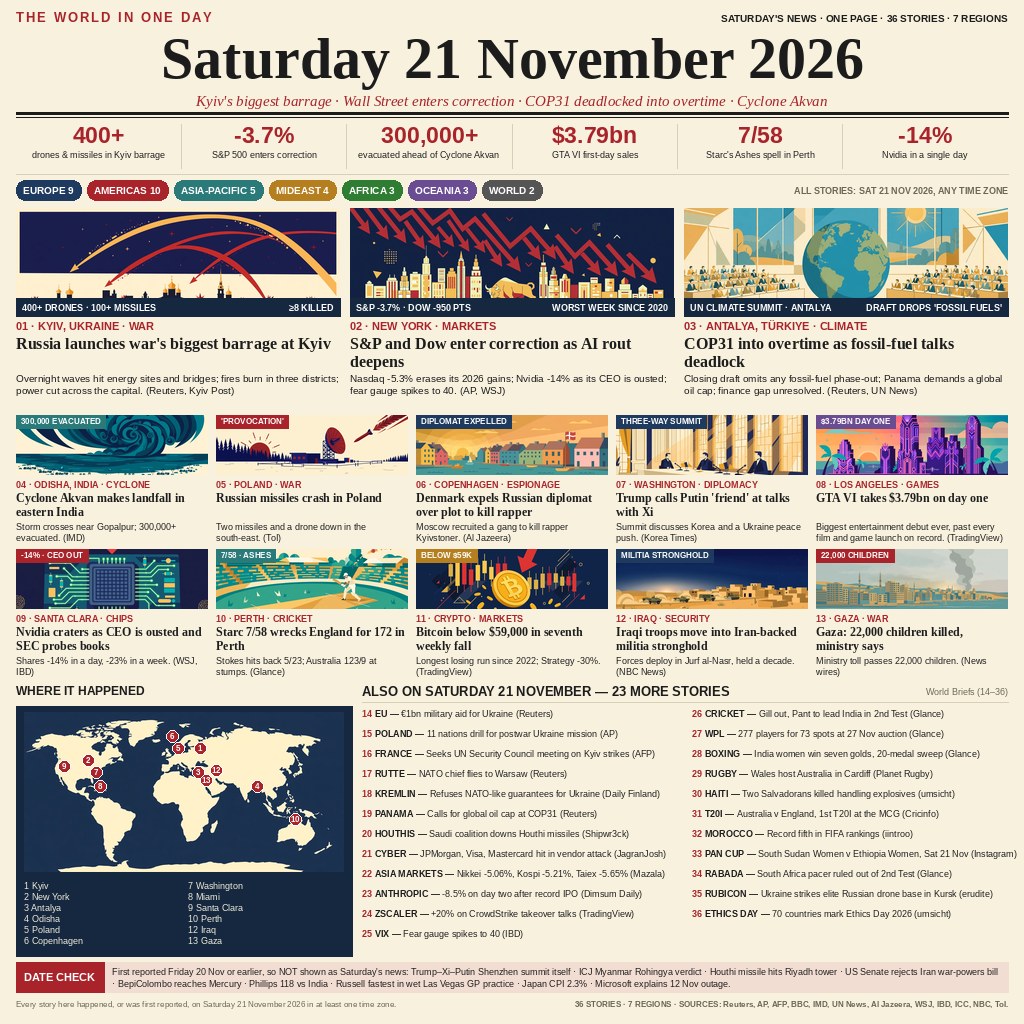 THE WORLD IN ONE DAY
SATURDAY'S NEWS · ONE PAGE · 36 STORIES · 7 REGIONS
Saturday 21 November 2026
Kyiv's biggest barrage · Wall Street enters correction · COP31 deadlocked into overtime · Cyclone Akvan
400+
drones & missiles in Kyiv barrage
-3.7%
S&P 500 enters correction
300,000+
evacuated ahead of Cyclone Akvan
$3.79bn
GTA VI first-day sales
7/58
Starc's Ashes spell in Perth
-14%
Nvidia in a single day
EUROPE 9
AMERICAS 10
ASIA-PACIFIC 5
MIDEAST 4
AFRICA 3
OCEANIA 3
WORLD 2
ALL STORIES: SAT 21 NOV 2026, ANY TIME ZONE
400+ DRONES · 100+ MISSILES
≥8 KILLED
01 · KYIV, UKRAINE · WAR
Russia launches war's biggest barrage at Kyiv
Overnight waves hit energy sites and bridges; fires burn in three districts;
power cut across the capital. (Reuters, Kyiv Post)
S&P -3.7% · DOW -950 PTS
WORST WEEK SINCE 2020
02 · NEW YORK · MARKETS
S&P and Dow enter correction as AI rout
deepens
Nasdaq -5.3% erases its 2026 gains; Nvidia -14% as its CEO is ousted;
fear gauge spikes to 40. (AP, WSJ)
UN CLIMATE SUMMIT · ANTALYA
DRAFT DROPS 'FOSSIL FUELS'
03 · ANTALYA, TÜRKIYE · CLIMATE
COP31 into overtime as fossil-fuel talks
deadlock
Closing draft omits any fossil-fuel phase-out; Panama demands a global
oil cap; finance gap unresolved. (Reuters, UN News)
300,000 EVACUATED
04 · ODISHA, INDIA · CYCLONE
Cyclone Akvan makes landfall in
eastern India
Storm crosses near Gopalpur; 300,000+
evacuated. (IMD)
'PROVOCATION'
05 · POLAND · WAR
Russian missiles crash in Poland
Two missiles and a drone down in the
south-east. (ToI)
DIPLOMAT EXPELLED
06 · COPENHAGEN · ESPIONAGE
Denmark expels Russian diplomat
over plot to kill rapper
Moscow recruited a gang to kill rapper
Kyivstoner. (Al Jazeera)
THREE-WAY SUMMIT
07 · WASHINGTON · DIPLOMACY
Trump calls Putin 'friend' at talks
with Xi
Summit discusses Korea and a Ukraine peace
push. (Korea Times)
$3.79BN DAY ONE
08 · LOS ANGELES · GAMES
GTA VI takes $3.79bn on day one
Biggest entertainment debut ever, past every
film and game launch on record. (TradingView)
-14% · CEO OUT
09 · SANTA CLARA · CHIPS
Nvidia craters as CEO is ousted and
SEC probes books
Shares -14% in a day, -23% in a week. (WSJ,
IBD)
7/58 · ASHES
10 · PERTH · CRICKET
Starc 7/58 wrecks England for 172 in
Perth
Stokes hits back 5/23; Australia 123/9 at
stumps. (Glance)
BELOW $59K
11 · CRYPTO · MARKETS
Bitcoin below $59,000 in seventh
weekly fall
Longest losing run since 2022; Strategy -30%.
(TradingView)
MILITIA STRONGHOLD
12 · IRAQ · SECURITY
Iraqi troops move into Iran-backed
militia stronghold
Forces deploy in Jurf al-Nasr, held a decade.
(NBC News)
22,000 CHILDREN
13 · GAZA · WAR
Gaza: 22,000 children killed,
ministry says
Ministry toll passes 22,000 children. (News
wires)
WHERE IT HAPPENED
6
5
1
9
2
7
8
3
12
13
4
10
1 Kyiv
2 New York
3 Antalya
4 Odisha
5 Poland
6 Copenhagen
7 Washington
8 Miami
9 Santa Clara
10 Perth
12 Iraq
13 Gaza
ALSO ON SATURDAY 21 NOVEMBER — 23 MORE STORIES
World Briefs (14–36)
14 EU — €1bn military aid for Ukraine (Reuters)
15 POLAND — 11 nations drill for postwar Ukraine mission (AP)
16 FRANCE — Seeks UN Security Council meeting on Kyiv strikes (AFP)
17 RUTTE — NATO chief flies to Warsaw (Reuters)
18 KREMLIN — Refuses NATO-like guarantees for Ukraine (Daily Finland)
19 PANAMA — Calls for global oil cap at COP31 (Reuters)
20 HOUTHIS — Saudi coalition downs Houthi missiles (Shipwr3ck)
21 CYBER — JPMorgan, Visa, Mastercard hit in vendor attack (JagranJosh)
22 ASIA MARKETS — Nikkei -5.06%, Kospi -5.21%, Taiex -5.65% (Mazala)
23 ANTHROPIC — -8.5% on day two after record IPO (Dimsum Daily)
24 ZSCALER — +20% on CrowdStrike takeover talks (TradingView)
25 VIX — Fear gauge spikes to 40 (IBD)
26 CRICKET — Gill out, Pant to lead India in 2nd Test (Glance)
27 WPL — 277 players for 73 spots at 27 Nov auction (Glance)
28 BOXING — India women win seven golds, 20-medal sweep (Glance)
29 RUGBY — Wales host Australia in Cardiff (Planet Rugby)
30 HAITI — Two Salvadorans killed handling explosives (umsicht)
31 T20I — Australia v England, 1st T20I at the MCG (Cricinfo)
32 MOROCCO — Record fifth in FIFA rankings (iintroo)
33 PAN CUP — South Sudan Women v Ethiopia Women, Sat 21 Nov (Instagram)
34 RABADA — South Africa pacer ruled out of 2nd Test (Glance)
35 RUBICON — Ukraine strikes elite Russian drone base in Kursk (erudite)
36 ETHICS DAY — 70 countries mark Ethics Day 2026 (umsicht)
DATE CHECK
First reported Friday 20 Nov or earlier, so NOT shown as Saturday's news: Trump–Xi–Putin Shenzhen summit itself · ICJ Myanmar Rohingya verdict · Houthi missile hits Riyadh tower · US Senate rejects Iran war-powers bill
· BepiColombo reaches Mercury · Phillips 118 vs India · Russell fastest in wet Las Vegas GP practice · Japan CPI 2.3% · Microsoft explains 12 Nov outage.
Every story here happened, or was first reported, on Saturday 21 November 2026 in at least one time zone.
36 STORIES · 7 REGIONS · SOURCES: Reuters, AP, AFP, BBC, IMD, UN News, Al Jazeera, WSJ, IBD, ICC, NBC, ToI.